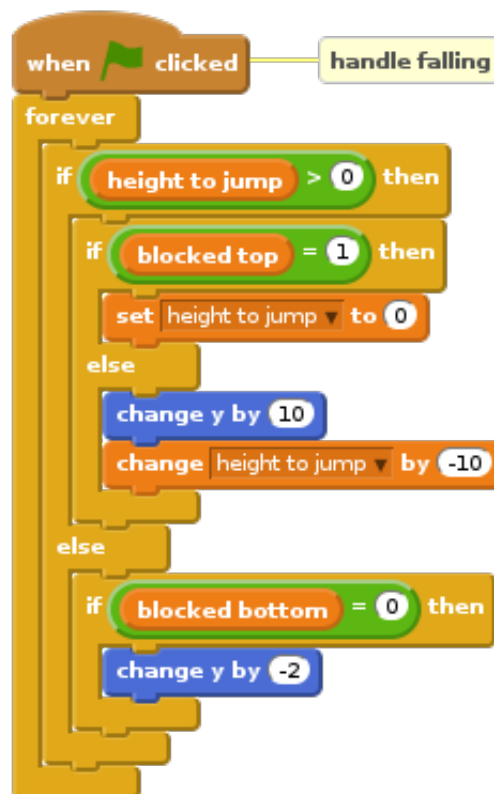 when clicked
handle falling
forever
if height to jump > 0 then
if blocked top = 1 then
set height to jump ▾ to 0
else
change y by 10
change height to jump ▾ by -10
else
if blocked bottom = 0 then
change y by -2